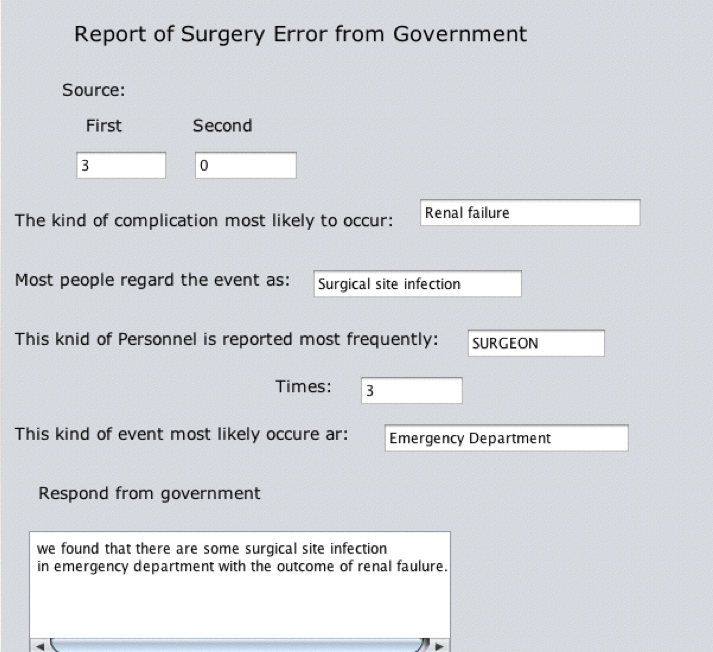 Report of Surgery Error from Government
Source:
First Second
3 0
The kind of complication most likely to occur: Renal failure
Most people regard the event as: Surgical site infection
This knid of Personnel is reported most frequently: SURGEON
Times: 3
This kind of event most likely occure ar: Emergency Department
Respond from government
we found that there are some surgical site infection
in emergency department with the outcome of renal faulure.